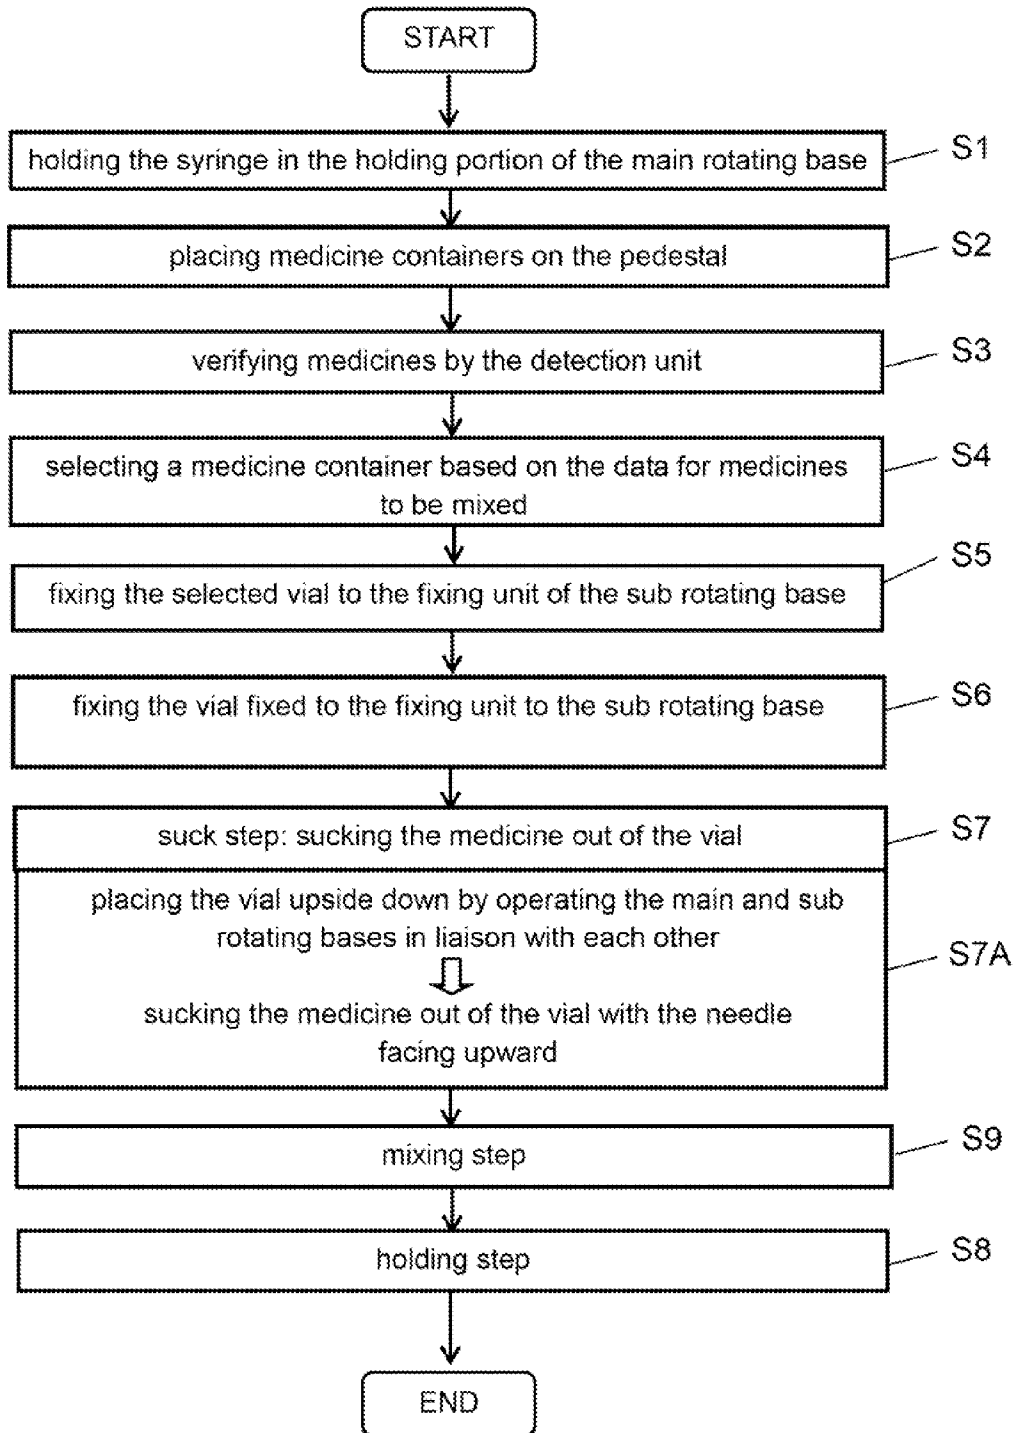 START
holding the syringe in the holding portion of the main rotating base
S1
placing medicine containers on the pedestal
S2
verifying medicines by the detection unit
S3
selecting a medicine container based on the data for medicines
to be mixed
S4
fixing the selected vial to the fixing unit of the sub rotating base
S5
fixing the vial fixed to the fixing unit to the sub rotating base
S6
suck step: sucking the medicine out of the vial
S7
placing the vial upside down by operating the main and sub
rotating bases in liaison with each other
sucking the medicine out of the vial with the needle
facing upward
S7A
mixing step
S9
holding step
S8
END